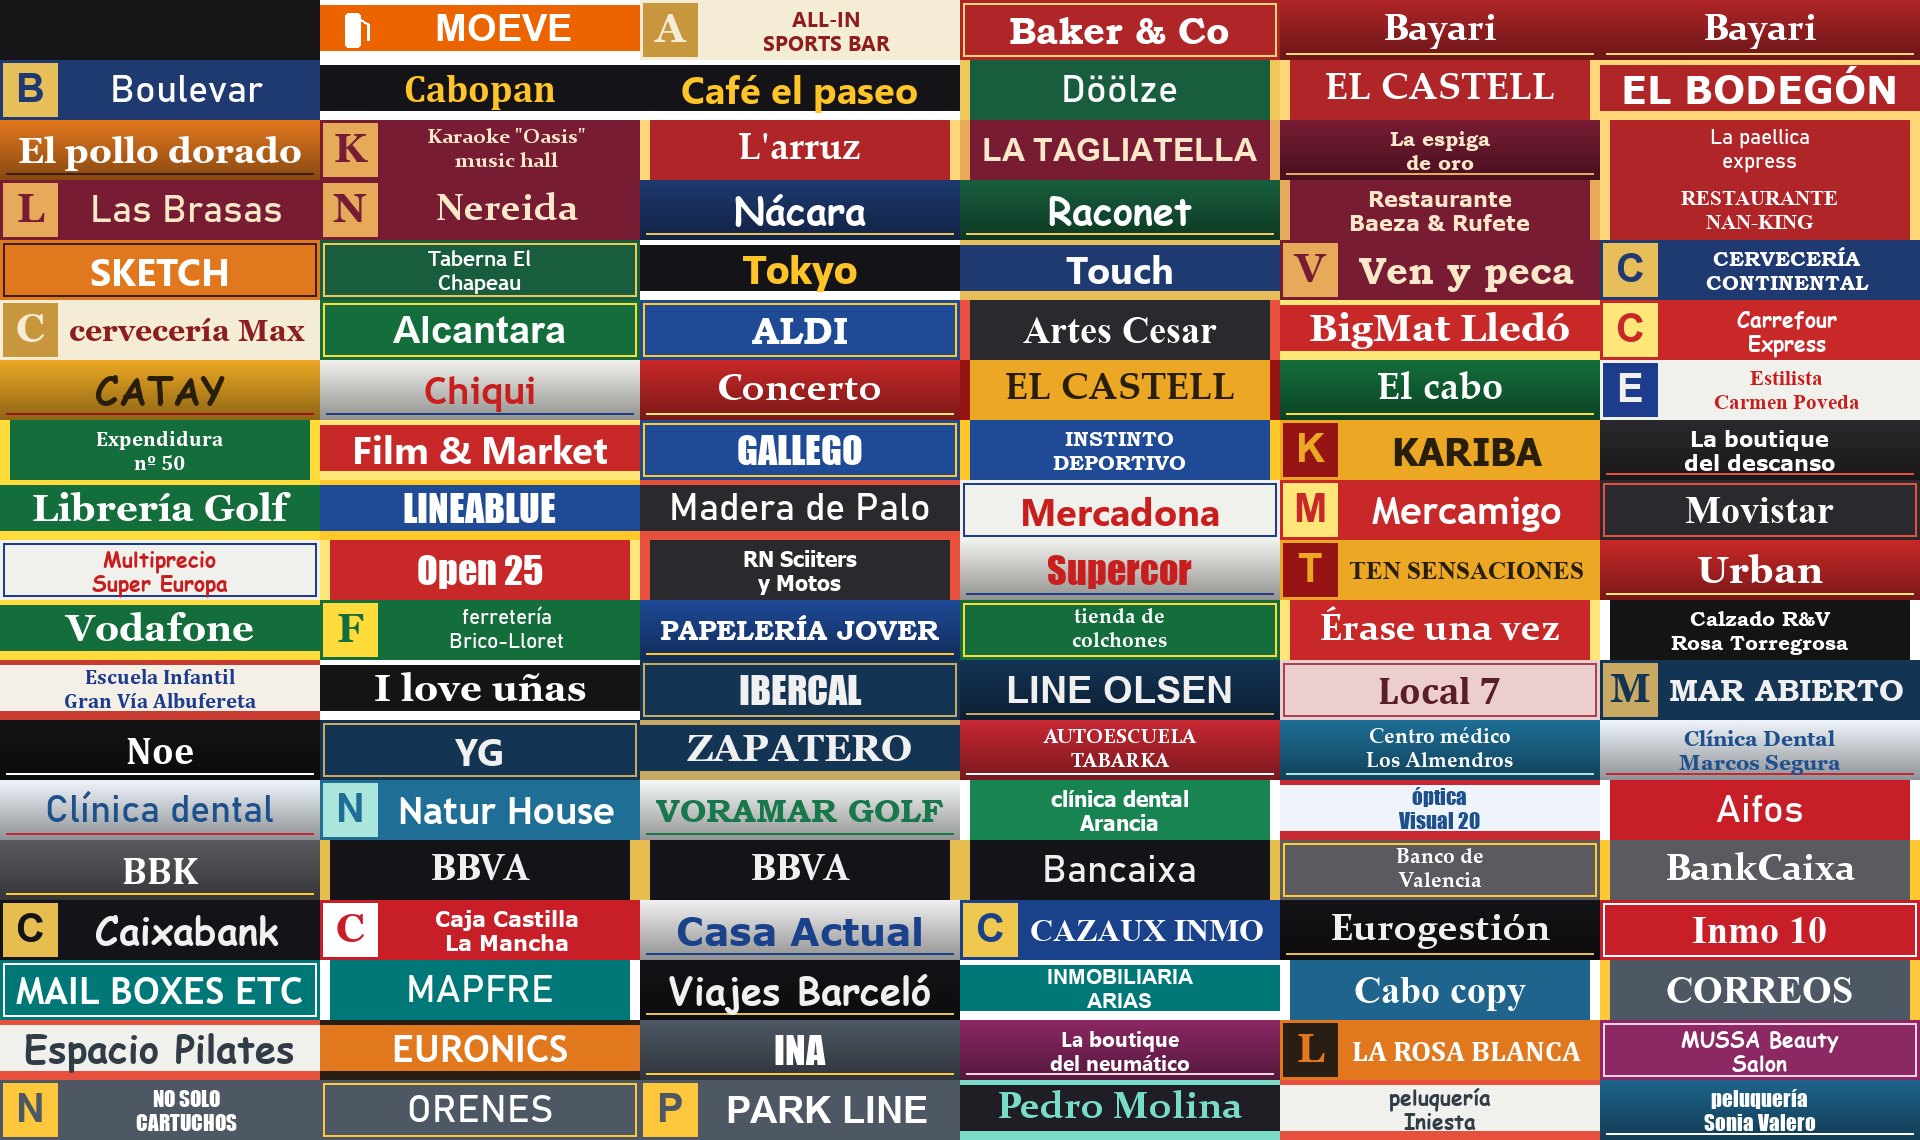 MOEVE
A
ALL-IN
SPORTS BAR
Baker & Co
Bayari
Bayari
B
Boulevar
Cabopan
Café el paseo
Döölze
EL CASTELL
EL BODEGÓN
El pollo dorado
K
Karaoke "Oasis"
music hall
L'arruz
LA TAGLIATELLA
La espiga
de oro
La paellica
express
L
Las Brasas
N
Nereida
Nácara
Raconet
Restaurante
Baeza & Rufete
RESTAURANTE
NAN-KING
SKETCH
Taberna El
Chapeau
Tokyo
Touch
V
Ven y peca
C
CERVECERÍA
CONTINENTAL
C
cervecería Max
Alcantara
ALDI
Artes Cesar
BigMat Lledó
C
Carrefour
Express
CATAY
Chiqui
Concerto
EL CASTELL
El cabo
E
Estilista
Carmen Poveda
Expendidura
nº 50
Film & Market
GALLEGO
INSTINTO
DEPORTIVO
K
KARIBA
La boutique
del descanso
Librería Golf
LINEABLUE
Madera de Palo
Mercadona
M
Mercamigo
Movistar
Multiprecio
Super Europa
Open 25
RN Sciiters
y Motos
Supercor
T
TEN SENSACIONES
Urban
Vodafone
F
ferretería
Brico-Lloret
PAPELERÍA JOVER
tienda de
colchones
Érase una vez
Calzado R&V
Rosa Torregrosa
Escuela Infantil
Gran Vía Albufereta
I love uñas
IBERCAL
LINE OLSEN
Local 7
M
MAR ABIERTO
Noe
YG
ZAPATERO
AUTOESCUELA
TABARKA
Centro médico
Los Almendros
Clínica Dental
Marcos Segura
Clínica dental
N
Natur House
VORAMAR GOLF
clínica dental
Arancia
óptica
Visual 20
Aifos
BBK
BBVA
BBVA
Bancaixa
Banco de
Valencia
BankCaixa
C
Caixabank
C
Caja Castilla
La Mancha
Casa Actual
C
CAZAUX INMO
Eurogestión
Inmo 10
MAIL BOXES ETC
MAPFRE
Viajes Barceló
INMOBILIARIA
ARIAS
Cabo copy
CORREOS
Espacio Pilates
EURONICS
INA
La boutique
del neumático
L
LA ROSA BLANCA
MUSSA Beauty
Salon
N
NO SOLO
CARTUCHOS
ORENES
P
PARK LINE
Pedro Molina
peluquería
Iniesta
peluquería
Sonia Valero